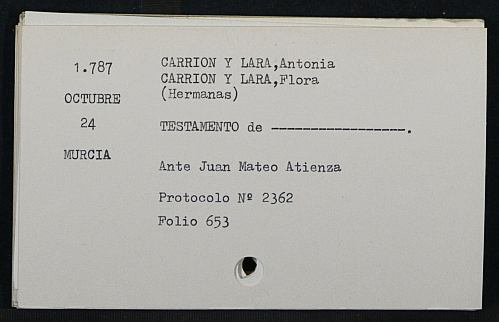 1.787
OCTUBRE
24
MURCIA
CARRION Y LARA,Antonia
CARRION Y LARA,Flora
(Hermanas)
TESTAMENTO de ------------------.
Ante Juan Mateo Atienza
Protocolo Nº 2362
Folio 653